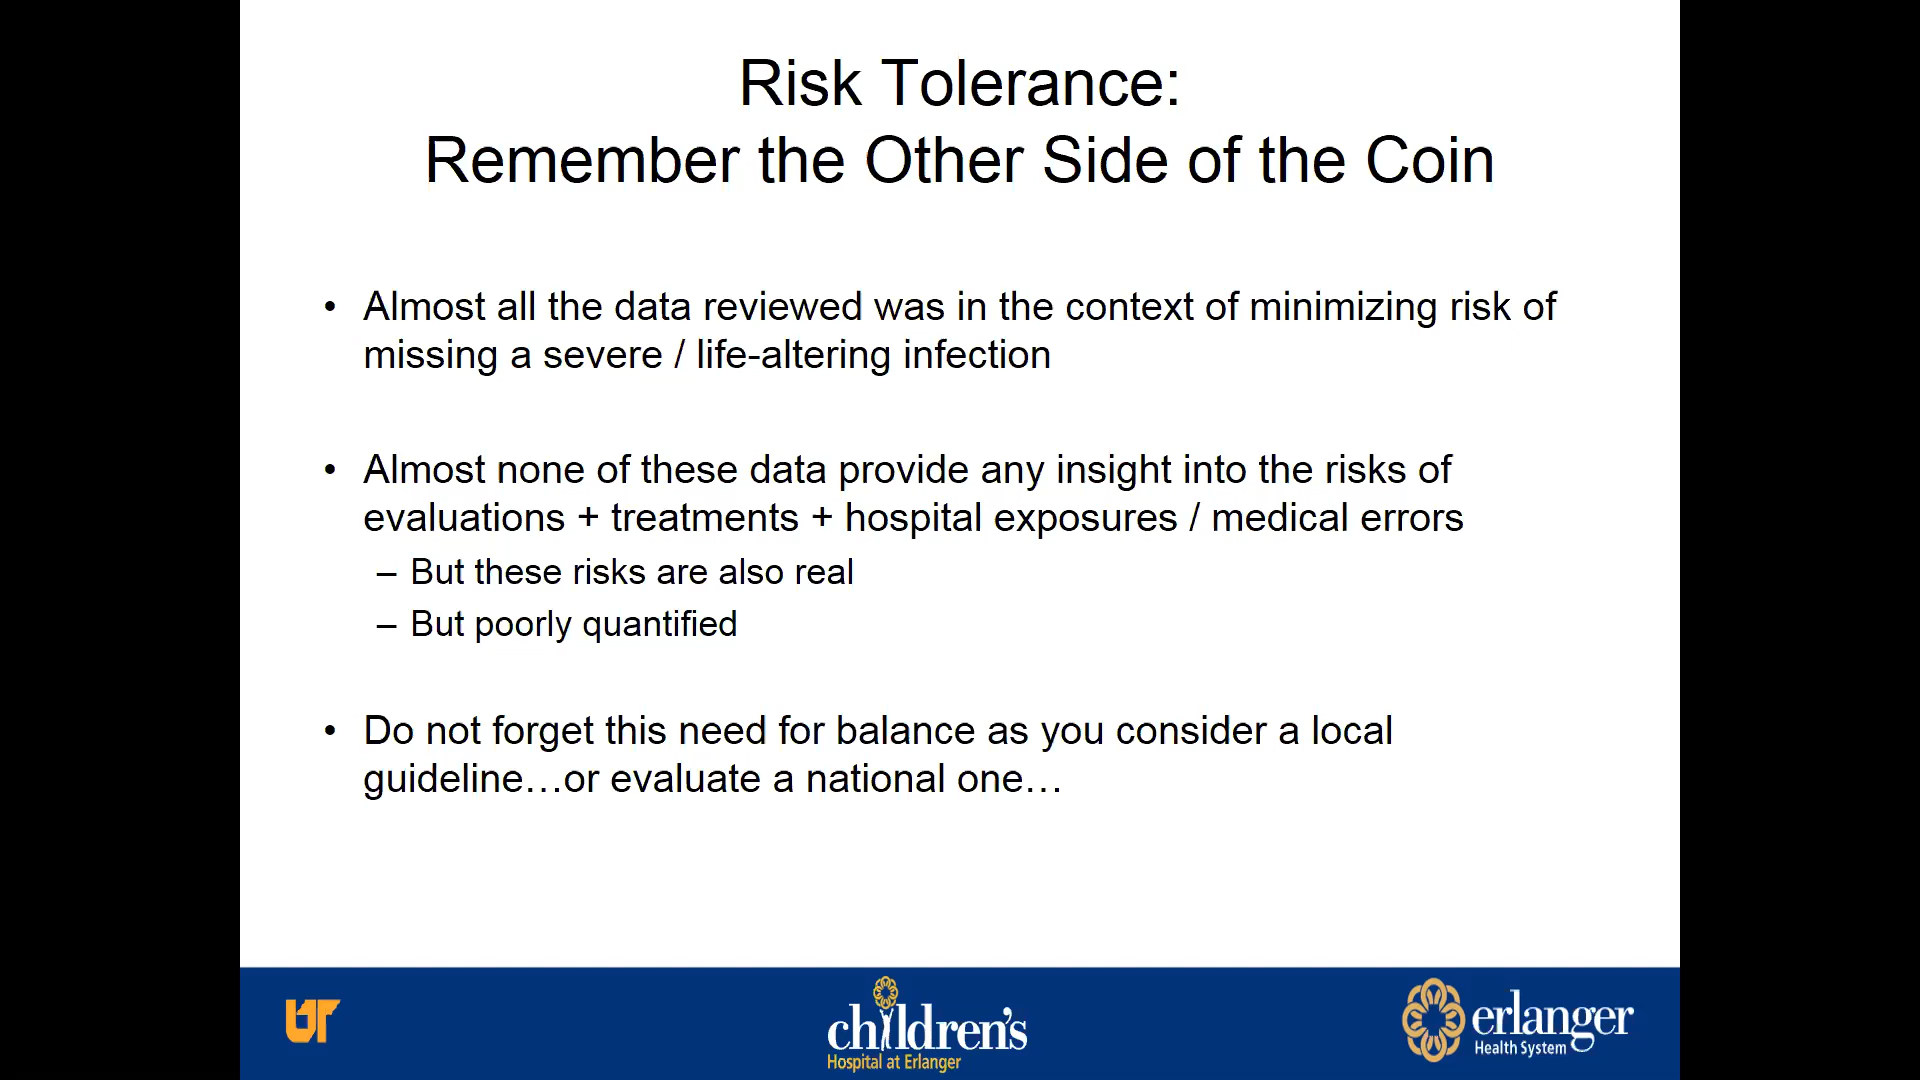 Risk Tolerance:
Remember the Other Side of the Coin
• Almost all the data reviewed was in the context of minimizing risk of
missing a severe / life-altering infection
• Almost none of these data provide any insight into the risks of
evaluations + treatments + hospital exposures / medical errors
– But these risks are also real
– But poorly quantified
• Do not forget this need for balance as you consider a local
guideline…or evaluate a national one…
UT
children's
Hospital at Erlanger
erlanger
Health System